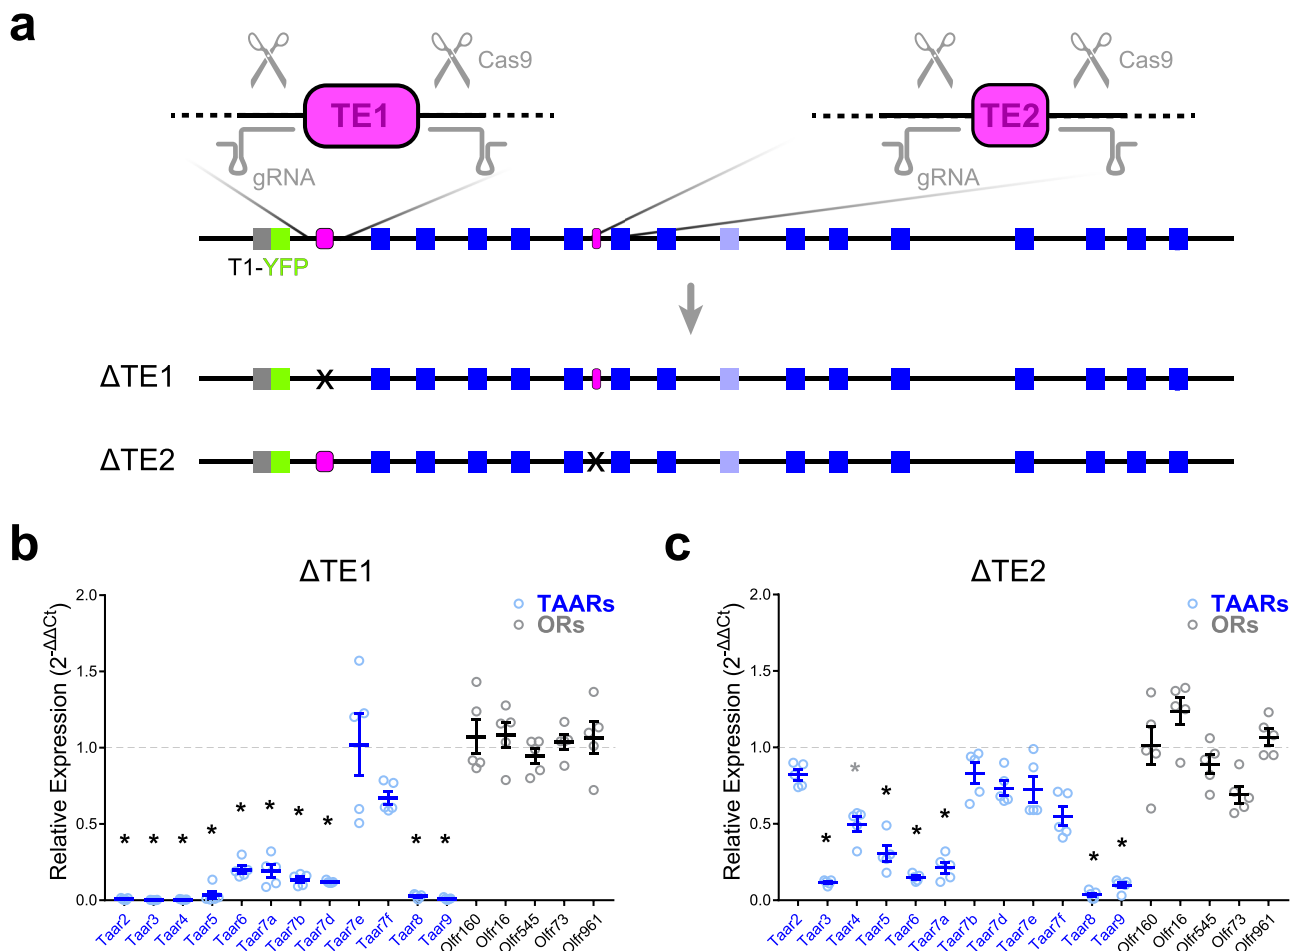 a
Cas9
Cas9
TE1
TE2
gRNA
gRNA
T1-YFP
ΔTE1
X
ΔTE2
X
b
ΔTE1
Relative Expression (2-ΔΔCt)
2.0
1.5
1.0
0.5
0.0
TAARs
ORs
* * * * * * * * * *
Taar2 Taar3 Taar4 Taar5 Taar6 Taar7a Taar7b Taar7d Taar7e Taar7f Taar8 Taar9 Olfr160 Olfr16 Olfr545 Olfr73 Olfr961
c
ΔTE2
Relative Expression (2-ΔΔCt)
2.0
1.5
1.0
0.5
0.0
TAARs
ORs
* * * * * * *
Taar2 Taar3 Taar4 Taar5 Taar6 Taar7a Taar7b Taar7d Taar7e Taar7f Taar8 Taar9 Olfr160 Olfr16 Olfr545 Olfr73 Olfr961